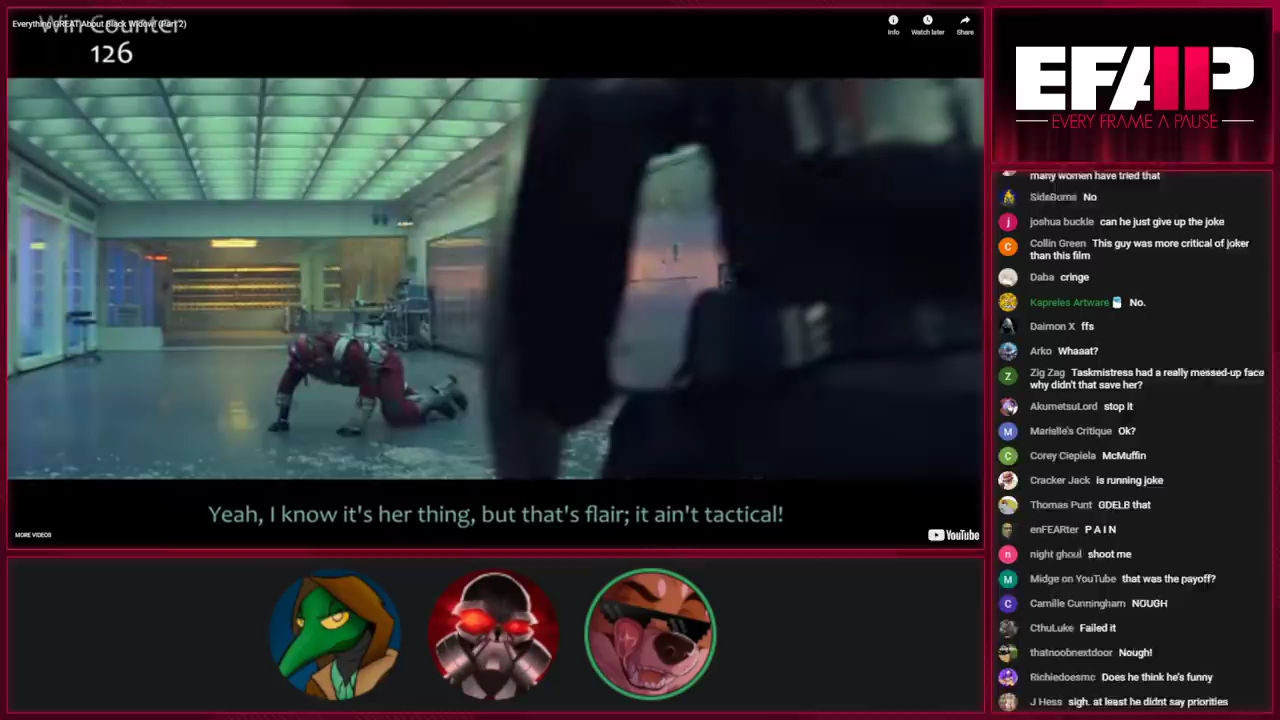 Everything GREAT About Black Widow! (Part 2)
Win Counter
126
Info
Watch later
Share
Yeah, I know it's her thing, but that's flair; it ain't tactical!
MORE VIDEOS
YouTube
EFAP
EVERY FRAME A PAUSE
many women have tried that
SideBurns No
joshua buckle can he just give up the joke
Collin Green This guy was more critical of joker
than this film
Daba cringe
Kapreles Artware No.
Daimon X ffs
Arko Whaaat?
Zig Zag Taskmistress had a really messed-up face
why didn't that save her?
AkumetsuLord stop it
Marielle's Critique Ok?
Corey Ciepiela McMuffin
Cracker Jack is running joke
Thomas Punt GDELB that
enFEARter P A I N
night ghoul shoot me
Midge on YouTube that was the payoff?
Camille Cunningham NOUGH
CthuLuke Failed it
thatnoobnextdoor Nough!
Richiedoesmc Does he think he's funny
J Hess sigh. at least he didnt say priorities